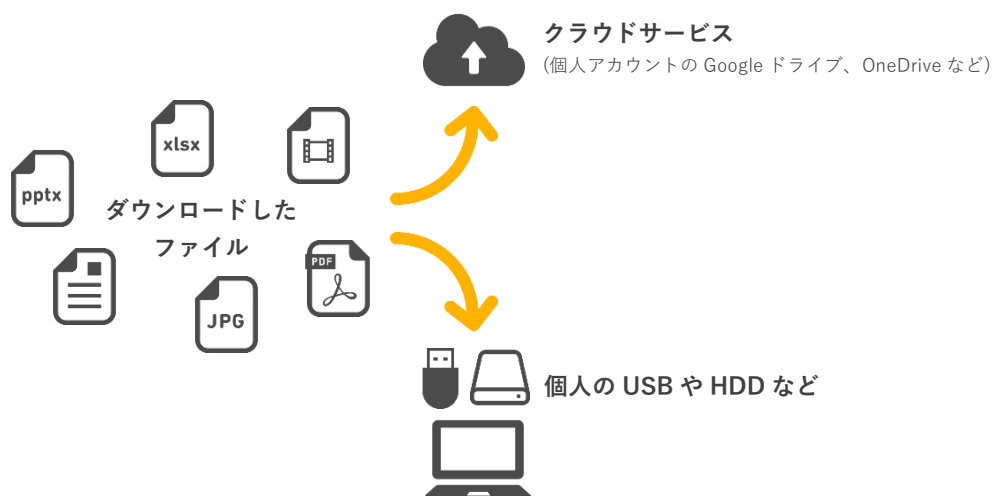 クラウドサービス
(個人アカウントの Google ドライブ、OneDrive など)
xlsx
pptx
ダウンロードした
ファイル
PDF
JPG
個人の USB や HDD など